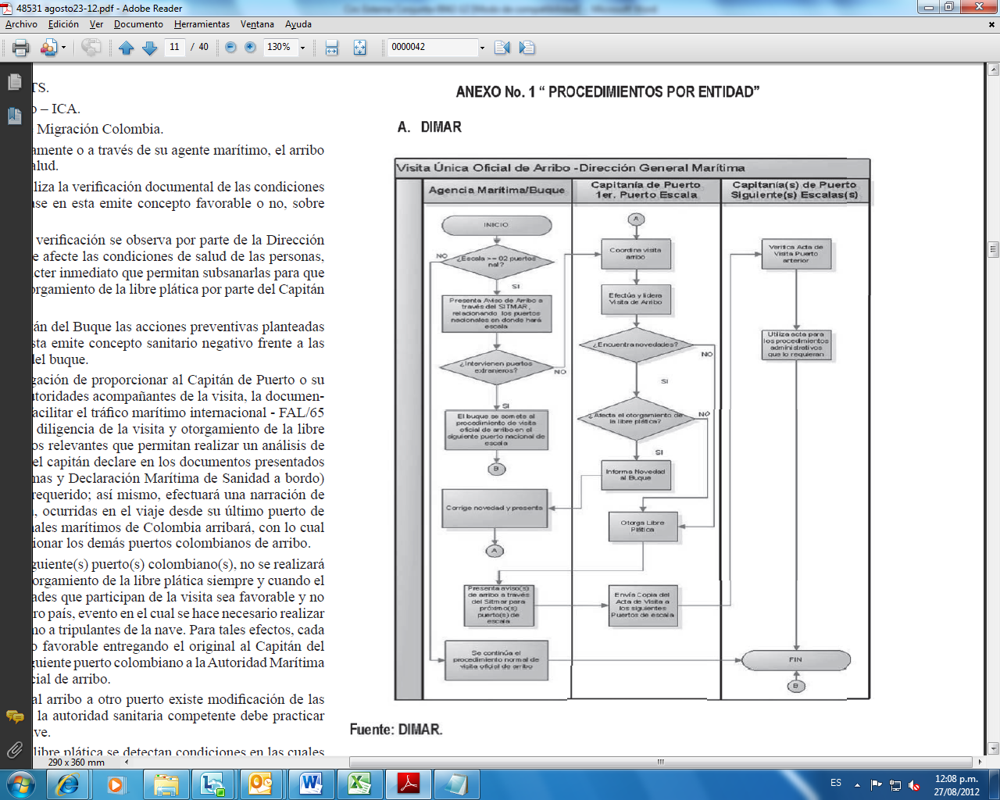 48531 agosto23-12.pdf - Adobe Reader
Archivo Edición Ver Documento Herramientas Ventana Ayuda
11 / 40 130% 0000042
TS.
o – ICA.
Migración Colombia.
amente o a través de su agente marítimo, el arribo
alud.
liza la verificación documental de las condiciones
ase en esta emite concepto favorable o no, sobre
verificación se observa por parte de la Dirección
e afecte las condiciones de salud de las personas,
ácter inmediato que permitan subsanarlas para que
orgamiento de la libre plática por parte del Capitán
án del Buque las acciones preventivas planteadas
sta emite concepto sanitario negativo frente a las
del buque.
gación de proporcionar al Capitán de Puerto o su
utoridades acompañantes de la visita, la documen-
facilitar el tráfico marítimo internacional - FAL/65
diligencia de la visita y otorgamiento de la libre
os relevantes que permitan realizar un análisis de
el capitán declare en los documentos presentados
mas y Declaración Marítima de Sanidad a bordo)
requerido; así mismo, efectuará una narración de
, ocurridas en el viaje desde su último puerto de
nales marítimos de Colombia arribará, con lo cual
cionar los demás puertos colombianos de arribo.
guiente(s) puerto(s) colombiano(s), no se realizará
orgamiento de la libre plática siempre y cuando el
dades que participan de la visita sea favorable y no
ro país, evento en el cual se hace necesario realizar
mo a tripulantes de la nave. Para tales efectos, cada
o favorable entregando el original al Capitán del
guiente puerto colombiano a la Autoridad Marítima
cial de arribo.
al arribo a otro puerto existe modificación de las
la autoridad sanitaria competente debe practicar
ve.
libre plática se detectan condiciones en las cuales
ANEXO No. 1 “ PROCEDIMIENTOS POR ENTIDAD”
A. DIMAR
Visita Única Oficial de Arribo -Dirección General Marítima
Agencia Marítima/Buque
Capitanía de Puerto
1er. Puerto Escala
Capitanía(s) de Puerto
Siguiente(s) Escalas(s)
INICIO
NO
¿Escala >= 02 puertos
nal?
SI
Presenta Aviso de Arribo a
través del SITMAR,
relacionando los puertos
nacionales en donde hará
escala
¿Intervienen puertos
extranjeros?
NO
SI
El buque se somete al
procedimiento de visita
oficial de arribo en el
siguiente puerto nacional de
escala
B
Corrige novedad y presenta
A
Presenta aviso(s)
de arribo a través
del Sitmar para
próximo(s)
puerto(s) de
escala
Se continúa el
procedimiento normal de
visita oficial de arribo
A
Coordina visita
arribo
Efectúa y lidera
Visita de Arribo
¿Encuentra novedades?
NO
SI
¿Afecta el otorgamiento de
la libre plática?
NO
SI
Informa Novedad
al Buque
Otorga Libre
Plática
Envía Copia del
Acta de Visita a
los siguientes
Puertos de escala
Verifica Acta de
Visita Puerto
anterior
Utiliza acta para
los procedimientos
administrativos
que lo requieran
FIN
B
Fuente: DIMAR.
290 x 360 mm
ES 12:08 p.m.
27/08/2012